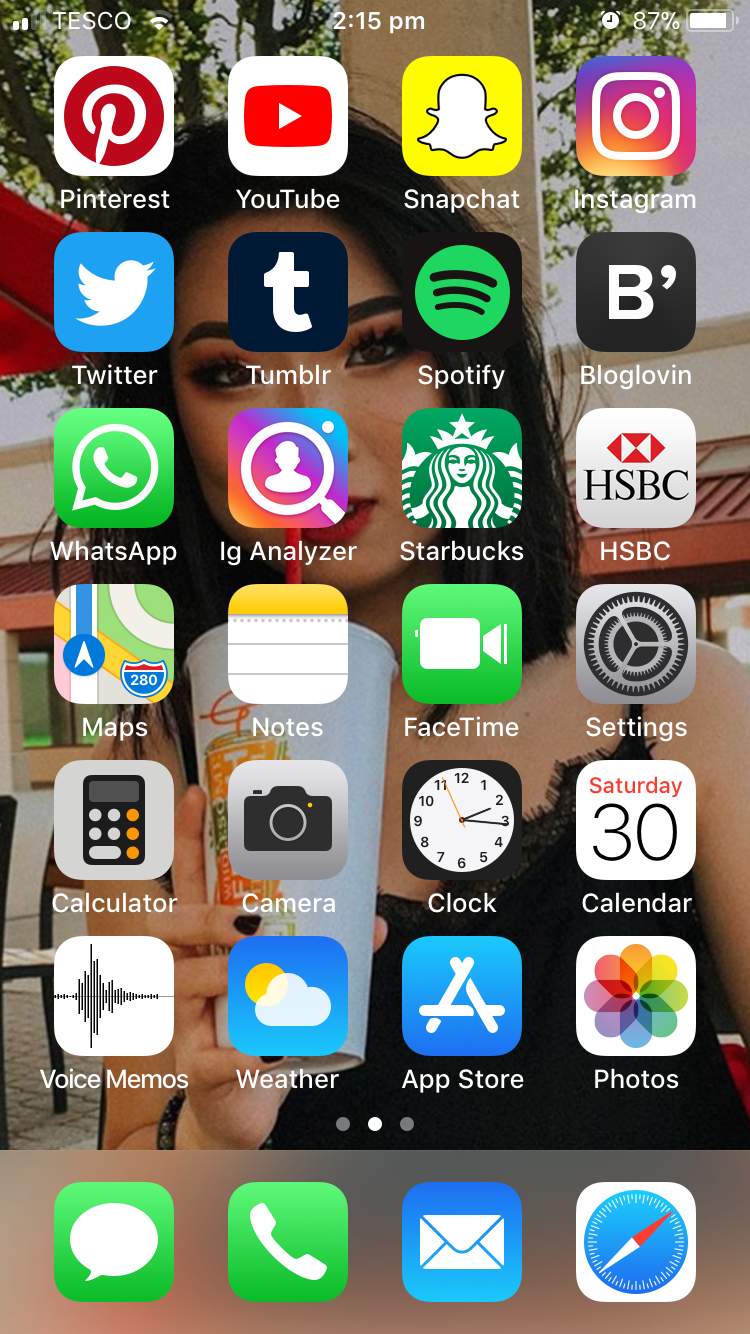 TESCO 2:15 pm 87%
Pinterest YouTube Snapchat Instagram
Twitter Tumblr Spotify B’ Bloglovin
HSBC
WhatsApp Ig Analyzer Starbucks HSBC
280
Maps Notes FaceTime Settings
12 1 2 3 4 5 6 7 8 9 10 11
Saturday
30
Calculator Camera Clock Calendar
Voice Memos Weather App Store Photos